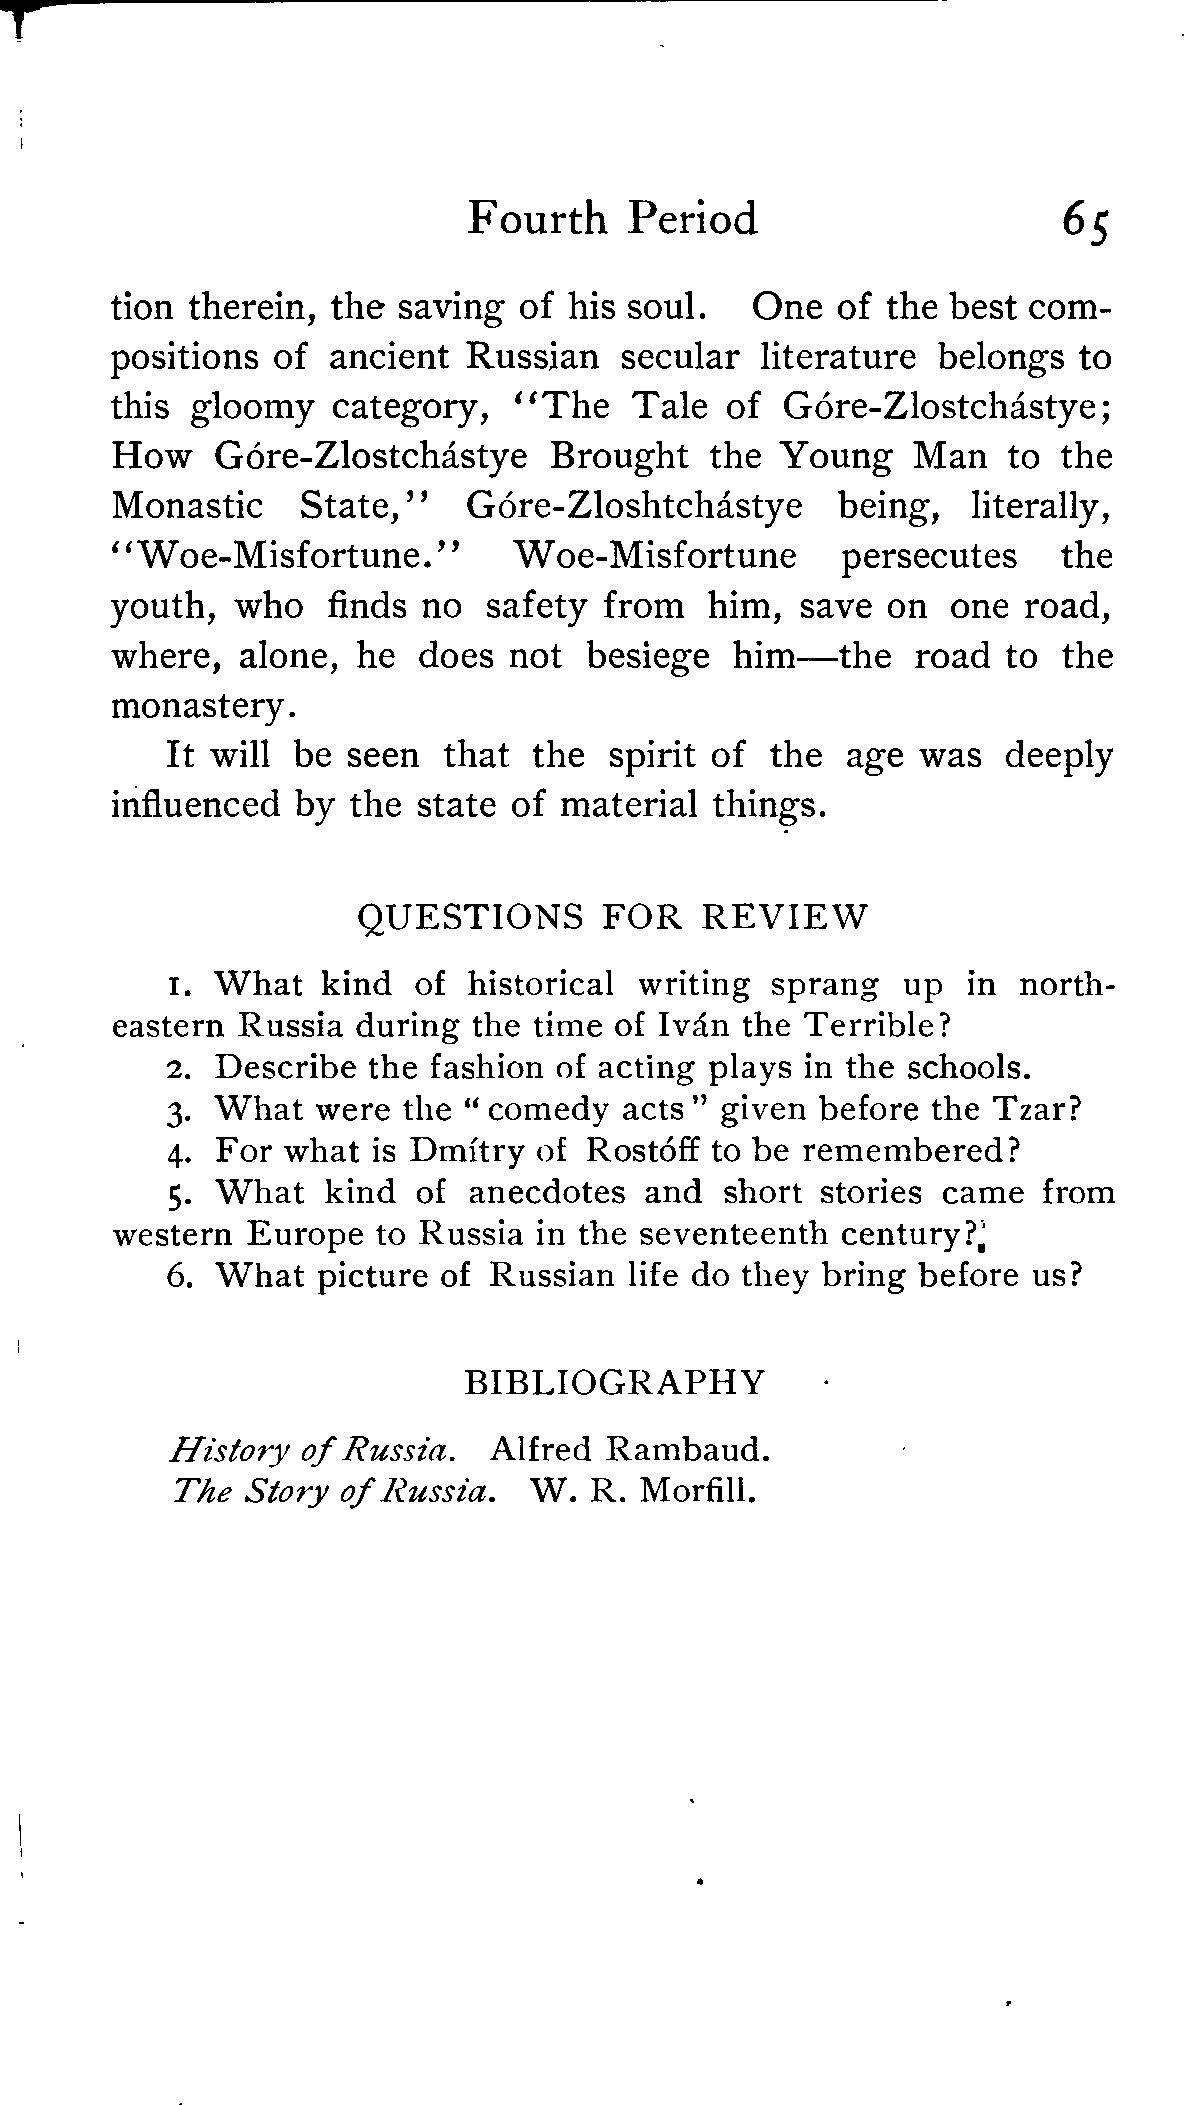 Fourth Period 65
tion therein, the saving of his soul. One of the best com-
positions of ancient Russian secular literature belongs to
this gloomy category, "The Tale of Góre-Zlostchástye;
How Góre-Zlostchástye Brought the Young Man to the
Monastic State," Góre-Zloshtchástye being, literally,
"Woe-Misfortune." Woe-Misfortune persecutes the
youth, who finds no safety from him, save on one road,
where, alone, he does not besiege him—the road to the
monastery.
It will be seen that the spirit of the age was deeply
influenced by the state of material things.
QUESTIONS FOR REVIEW
1. What kind of historical writing sprang up in north-
eastern Russia during the time of Iván the Terrible?
2. Describe the fashion of acting plays in the schools.
3. What were the "comedy acts" given before the Tzar?
4. For what is Dmítry of Rostóff to be remembered?
5. What kind of anecdotes and short stories came from
western Europe to Russia in the seventeenth century?
6. What picture of Russian life do they bring before us?
BIBLIOGRAPHY
History of Russia. Alfred Rambaud.
The Story of Russia. W. R. Morfill.